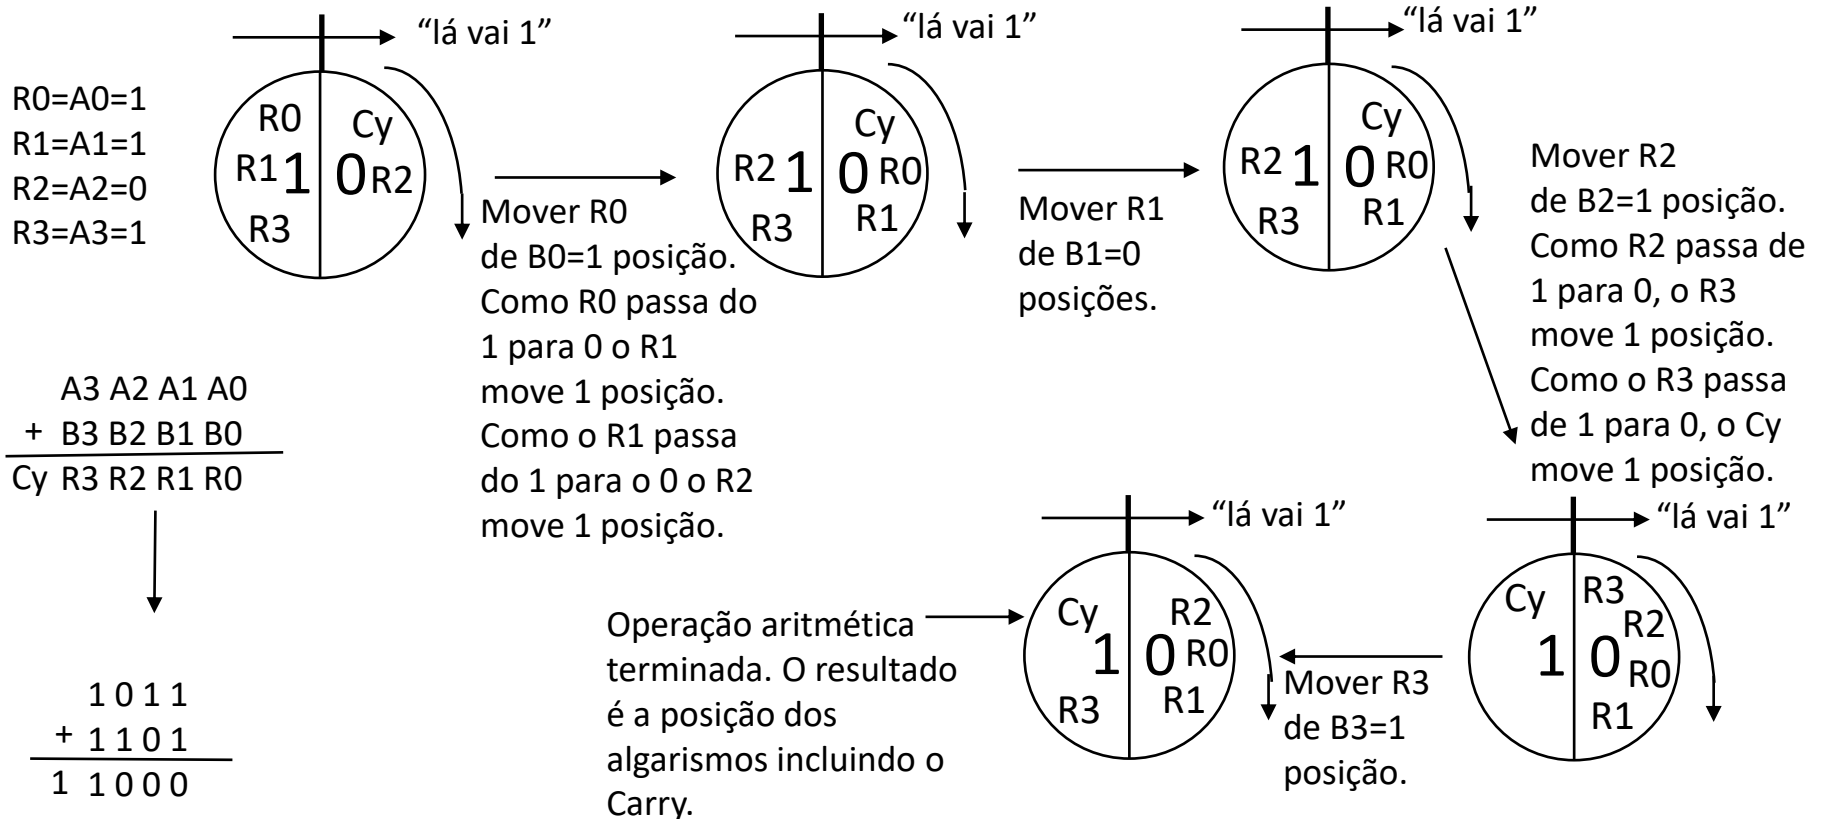 R0=A0=1
R1=A1=1
R2=A2=0
R3=A3=1
“lá vai 1”
R0 Cy
R1 1 0 R2
R3
Mover R0
de B0=1 posição.
Como R0 passa do
1 para 0 o R1
move 1 posição.
Como o R1 passa
do 1 para o 0 o R2
move 1 posição.
“lá vai 1”
Cy
R2 1 0 R0
R3 R1
Mover R1
de B1=0
posições.
“lá vai 1”
Cy
R2 1 0 R0
R3 R1
Mover R2
de B2=1 posição.
Como R2 passa de
1 para 0, o R3
move 1 posição.
Como o R3 passa
de 1 para 0, o Cy
move 1 posição.
“lá vai 1”
Cy R3
R2
1 0 R0
R1
Mover R3
de B3=1
posição.
“lá vai 1”
Cy R2
1 0 R0
R3 R1
Operação aritmética
terminada. O resultado
é a posição dos
algarismos incluindo o
Carry.
A3 A2 A1 A0
+ B3 B2 B1 B0
Cy R3 R2 R1 R0
1 0 1 1
+ 1 1 0 1
1 1 0 0 0